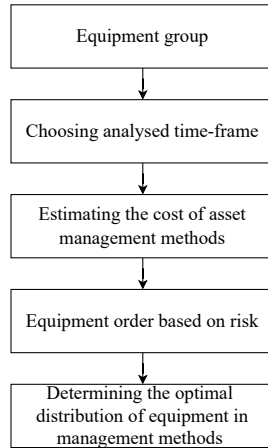 Equipment group
Choosing analysed time-frame
Estimating the cost of asset
management methods
Equipment order based on risk
Determining the optimal
distribution of equipment in
management methods